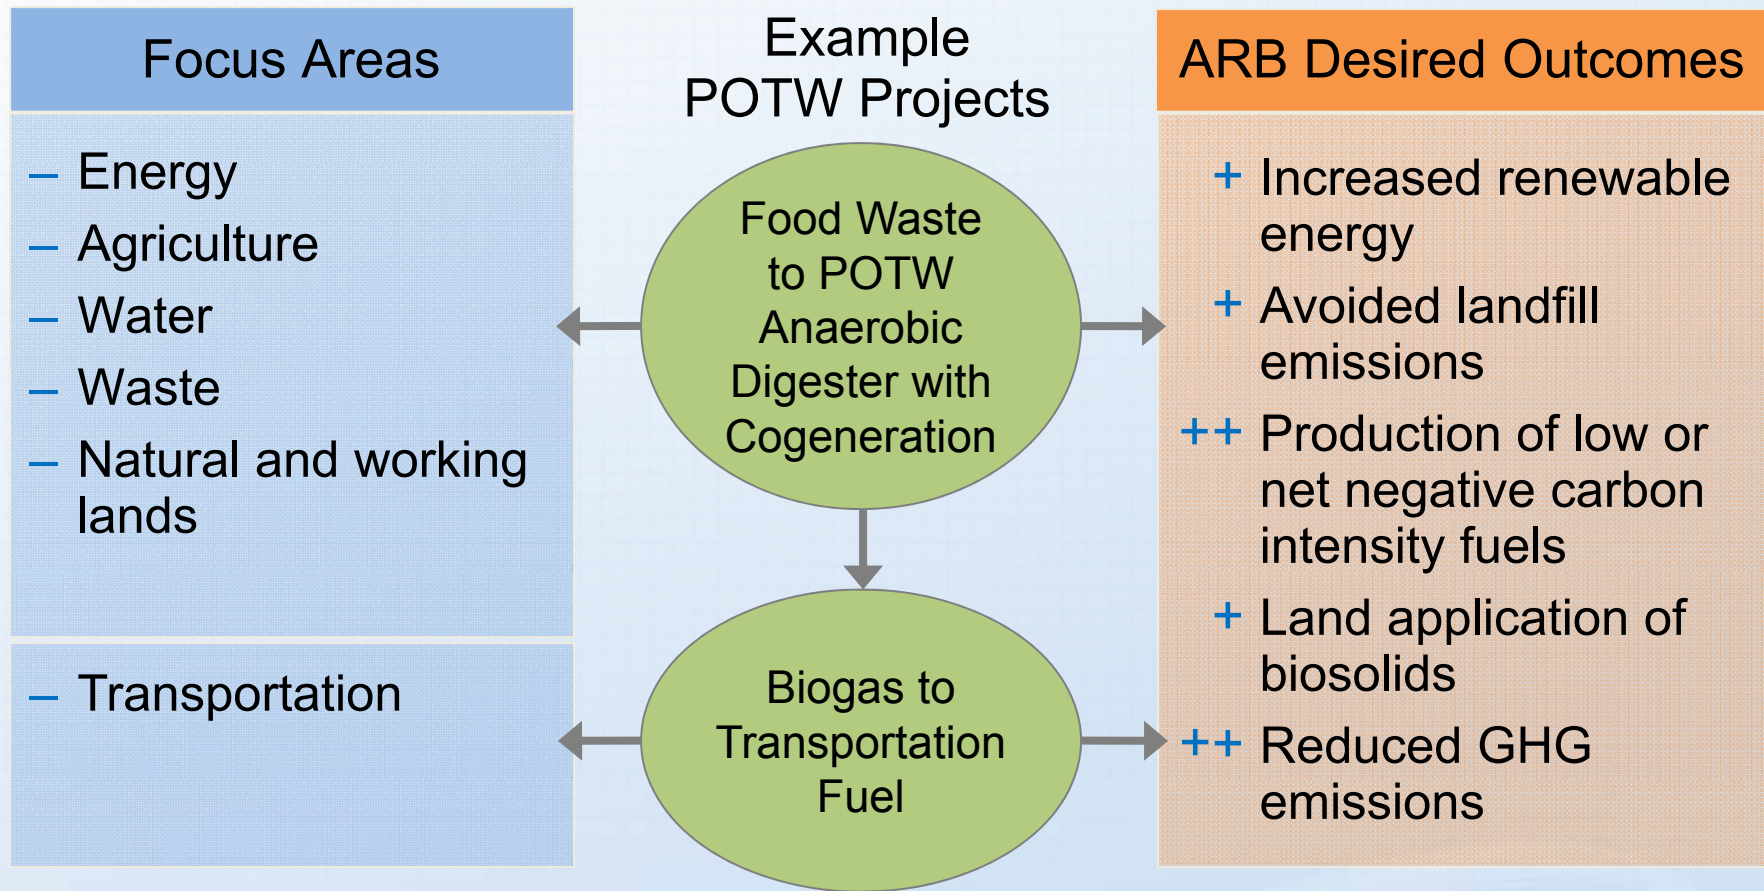 Focus Areas
– Energy
– Agriculture
– Water
– Waste
– Natural and working
lands
– Transportation
Example
POTW Projects
Food Waste
to POTW
Anaerobic
Digester with
Cogeneration
Biogas to
Transportation
Fuel
ARB Desired Outcomes
+ Increased renewable
energy
+ Avoided landfill
emissions
++ Production of low or
net negative carbon
intensity fuels
+ Land application of
biosolids
++ Reduced GHG
emissions